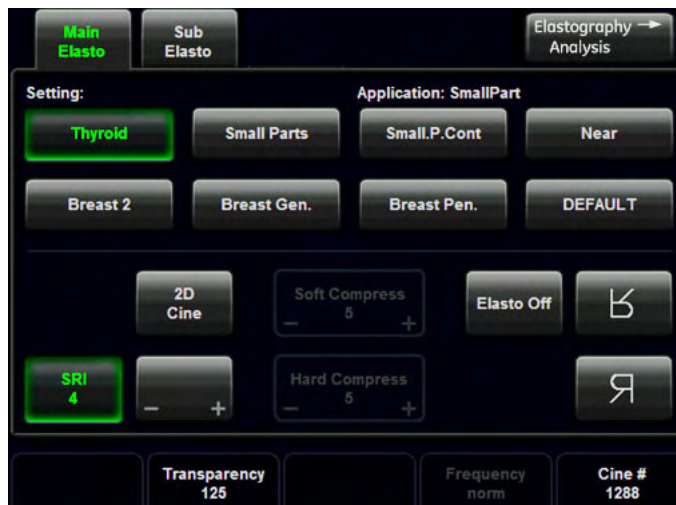 Main Elasto
Sub Elasto
Elastography → Analysis
Setting:
Application: SmallPart
Thyroid
Small Parts
Small.P.Cont
Near
Breast 2
Breast Gen.
Breast Pen.
DEFAULT
2D Cine
Soft Compress
5
− +
Elasto Off
R
SRI
4
− +
Hard Compress
5
− +
R
Transparency
125
Frequency
norm
Cine #
1288